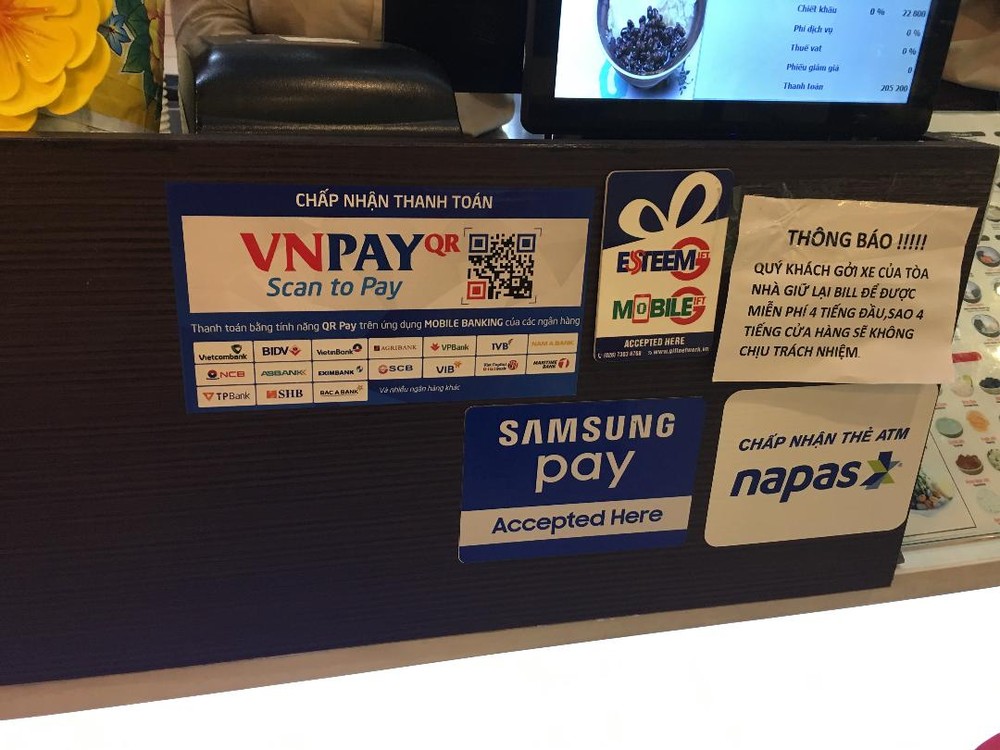 Chiết khấu 0 % 22 800
Phí dịch vụ 0 %
Thuế vat 0 %
Phiếu giảm giá 0
Thanh toán 205 200
CHẤP NHẬN THANH TOÁN
VNPAYQR
Scan to Pay
Thanh toán bằng tính năng QR Pay trên ứng dụng MOBILE BANKING của các ngân hàng
Vietcombank BIDV VietinBank AGRIBANK VPBank IVB NAM A BANK
NCB ABBANK EXIMBANK SCB VIB MARITIME BANK
TPBank SHB BAC A BANK Và nhiều ngân hàng khác
ESTEEM GIFT
MOBILE GIFT
ACCEPTED HERE
THÔNG BÁO !!!!!
QUÝ KHÁCH GỞI XE CỦA TÒA
NHÀ GIỮ LẠI BILL ĐỂ ĐƯỢC
MIỄN PHÍ 4 TIẾNG ĐẦU,SAO 4
TIẾNG CỬA HÀNG SẼ KHÔNG
CHỊU TRÁCH NHIỆM.
SAMSUNG
pay
Accepted Here
CHẤP NHẬN THẺ ATM
napas